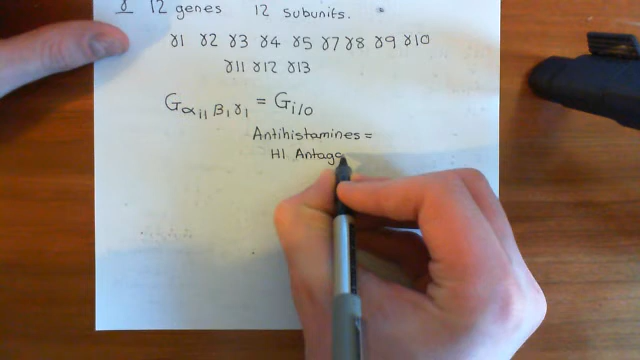 γ 12 genes 12 subunits.
γ1 γ2 γ3 γ4 γ5 γ7 γ8 γ9 γ10
γ11 γ12 γ13
Gαi1β1γ1 = Gi/o
Antihistamines =
H1 Antago